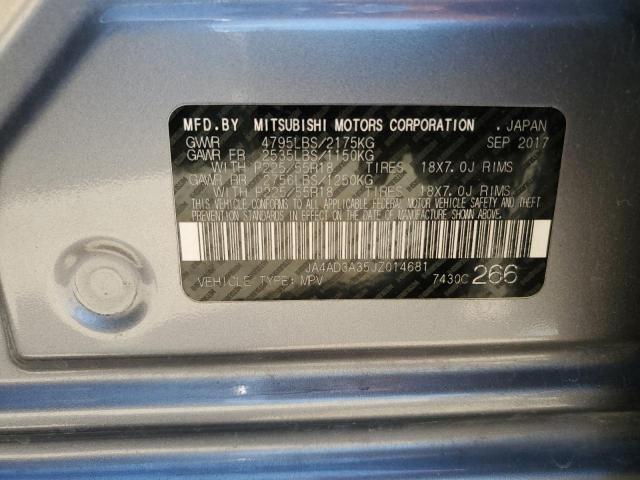 MFD.BY MITSUBISHI MOTORS CORPORATION . JAPAN
GVWR 4795LBS/2175KG SEP 2017
GAWR FR 2535LBS/1150KG
WITH P225/55R18 TIRES 18X7.0J RIMS
GAWR RR 2756LBS/1250KG
WITH P225/55R18 TIRES 18X7.0J RIMS
THIS VEHICLE CONFORMS TO ALL APPLICABLE FEDERAL MOTOR VEHICLE SAFETY AND THEFT
PREVENTION STANDARDS IN EFFECT ON THE DATE OF MANUFACTURE SHOWN ABOVE.
JA4AD3A35JZ014681
VEHICLE TYPE: MPV 7430C 266